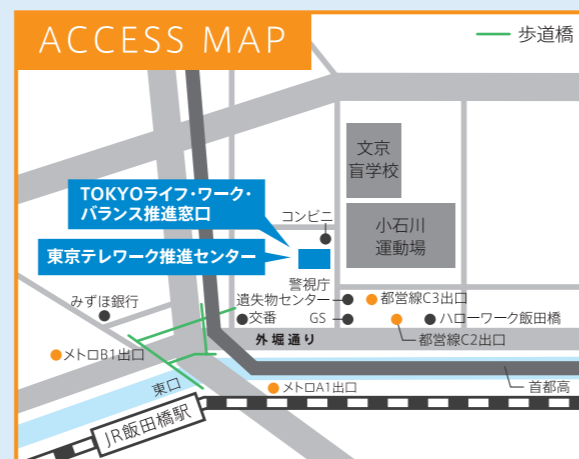 ACCESS MAP
歩道橋
文京
盲学校
TOKYOライフ・ワーク・
バランス推進窓口
コンビニ
小石川
運動場
東京テレワーク推進センター
警視庁
遺失物センター
都営線C3出口
みずほ銀行
交番
GS
ハローワーク飯田橋
外堀通り
都営線C2出口
メトロB1出口
東口
メトロA1出口
首都高
JR飯田橋駅